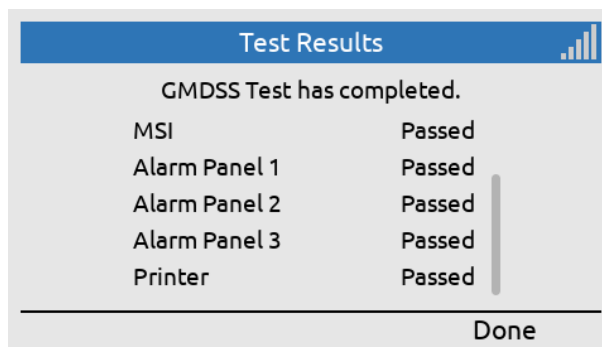 Test Results
GMDSS Test has completed.
MSI Passed
Alarm Panel 1 Passed
Alarm Panel 2 Passed
Alarm Panel 3 Passed
Printer Passed
Done